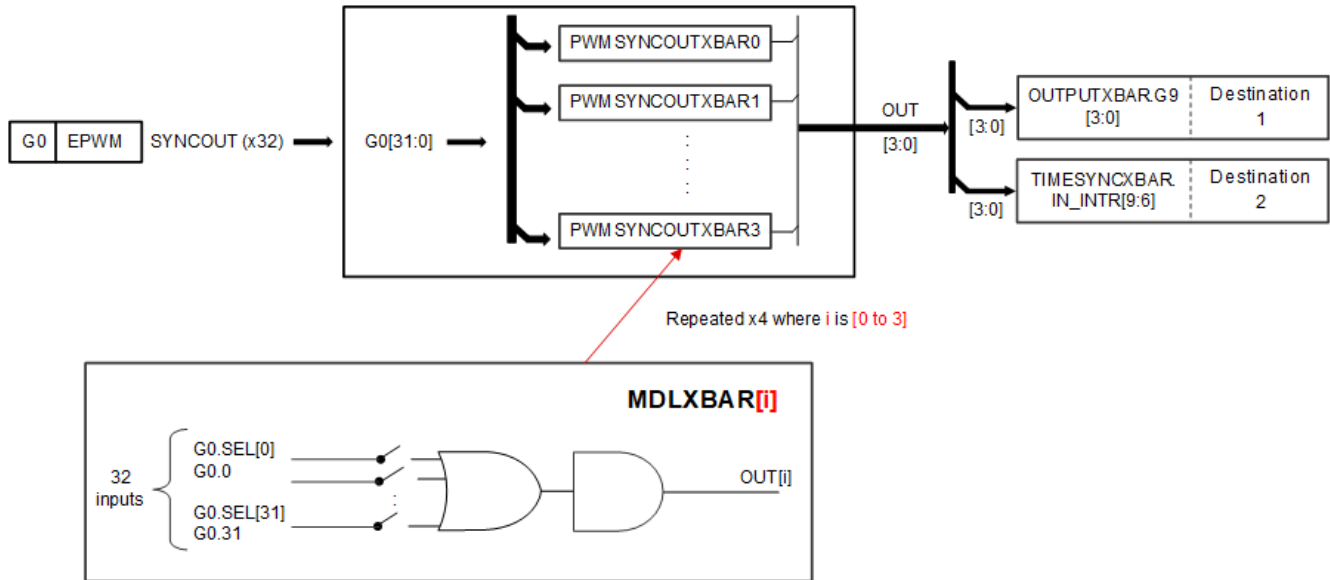 PWMSYNCOUTXBAR0
PWMSYNCOUTXBAR1
G0 EPWM SYNCOUT (x32) G0[31:0]
PWMSYNCOUTXBAR3
OUT
[3:0]
[3:0]
OUTPUTXBAR.G9
[3:0]
Destination
1
[3:0]
TIMESYNCXBAR.
IN_INTR[9:6]
Destination
2
Repeated x4 where i is [0 to 3]
MDLXBAR[i]
32
inputs
G0.SEL[0]
G0.0
G0.SEL[31]
G0.31
OUT[i]